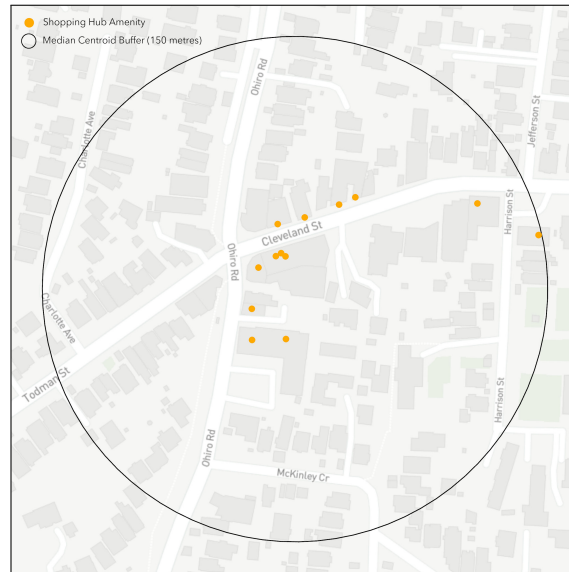 Shopping Hub Amenity
Median Centroid Buffer (150 metres)
Ohiro Rd
Charlotte Ave
Jefferson St
Harrison St
Cleveland St
Ohiro Rd
Charlotte Ave
Todman St
Harrison St
Ohiro Rd
McKinley Cr